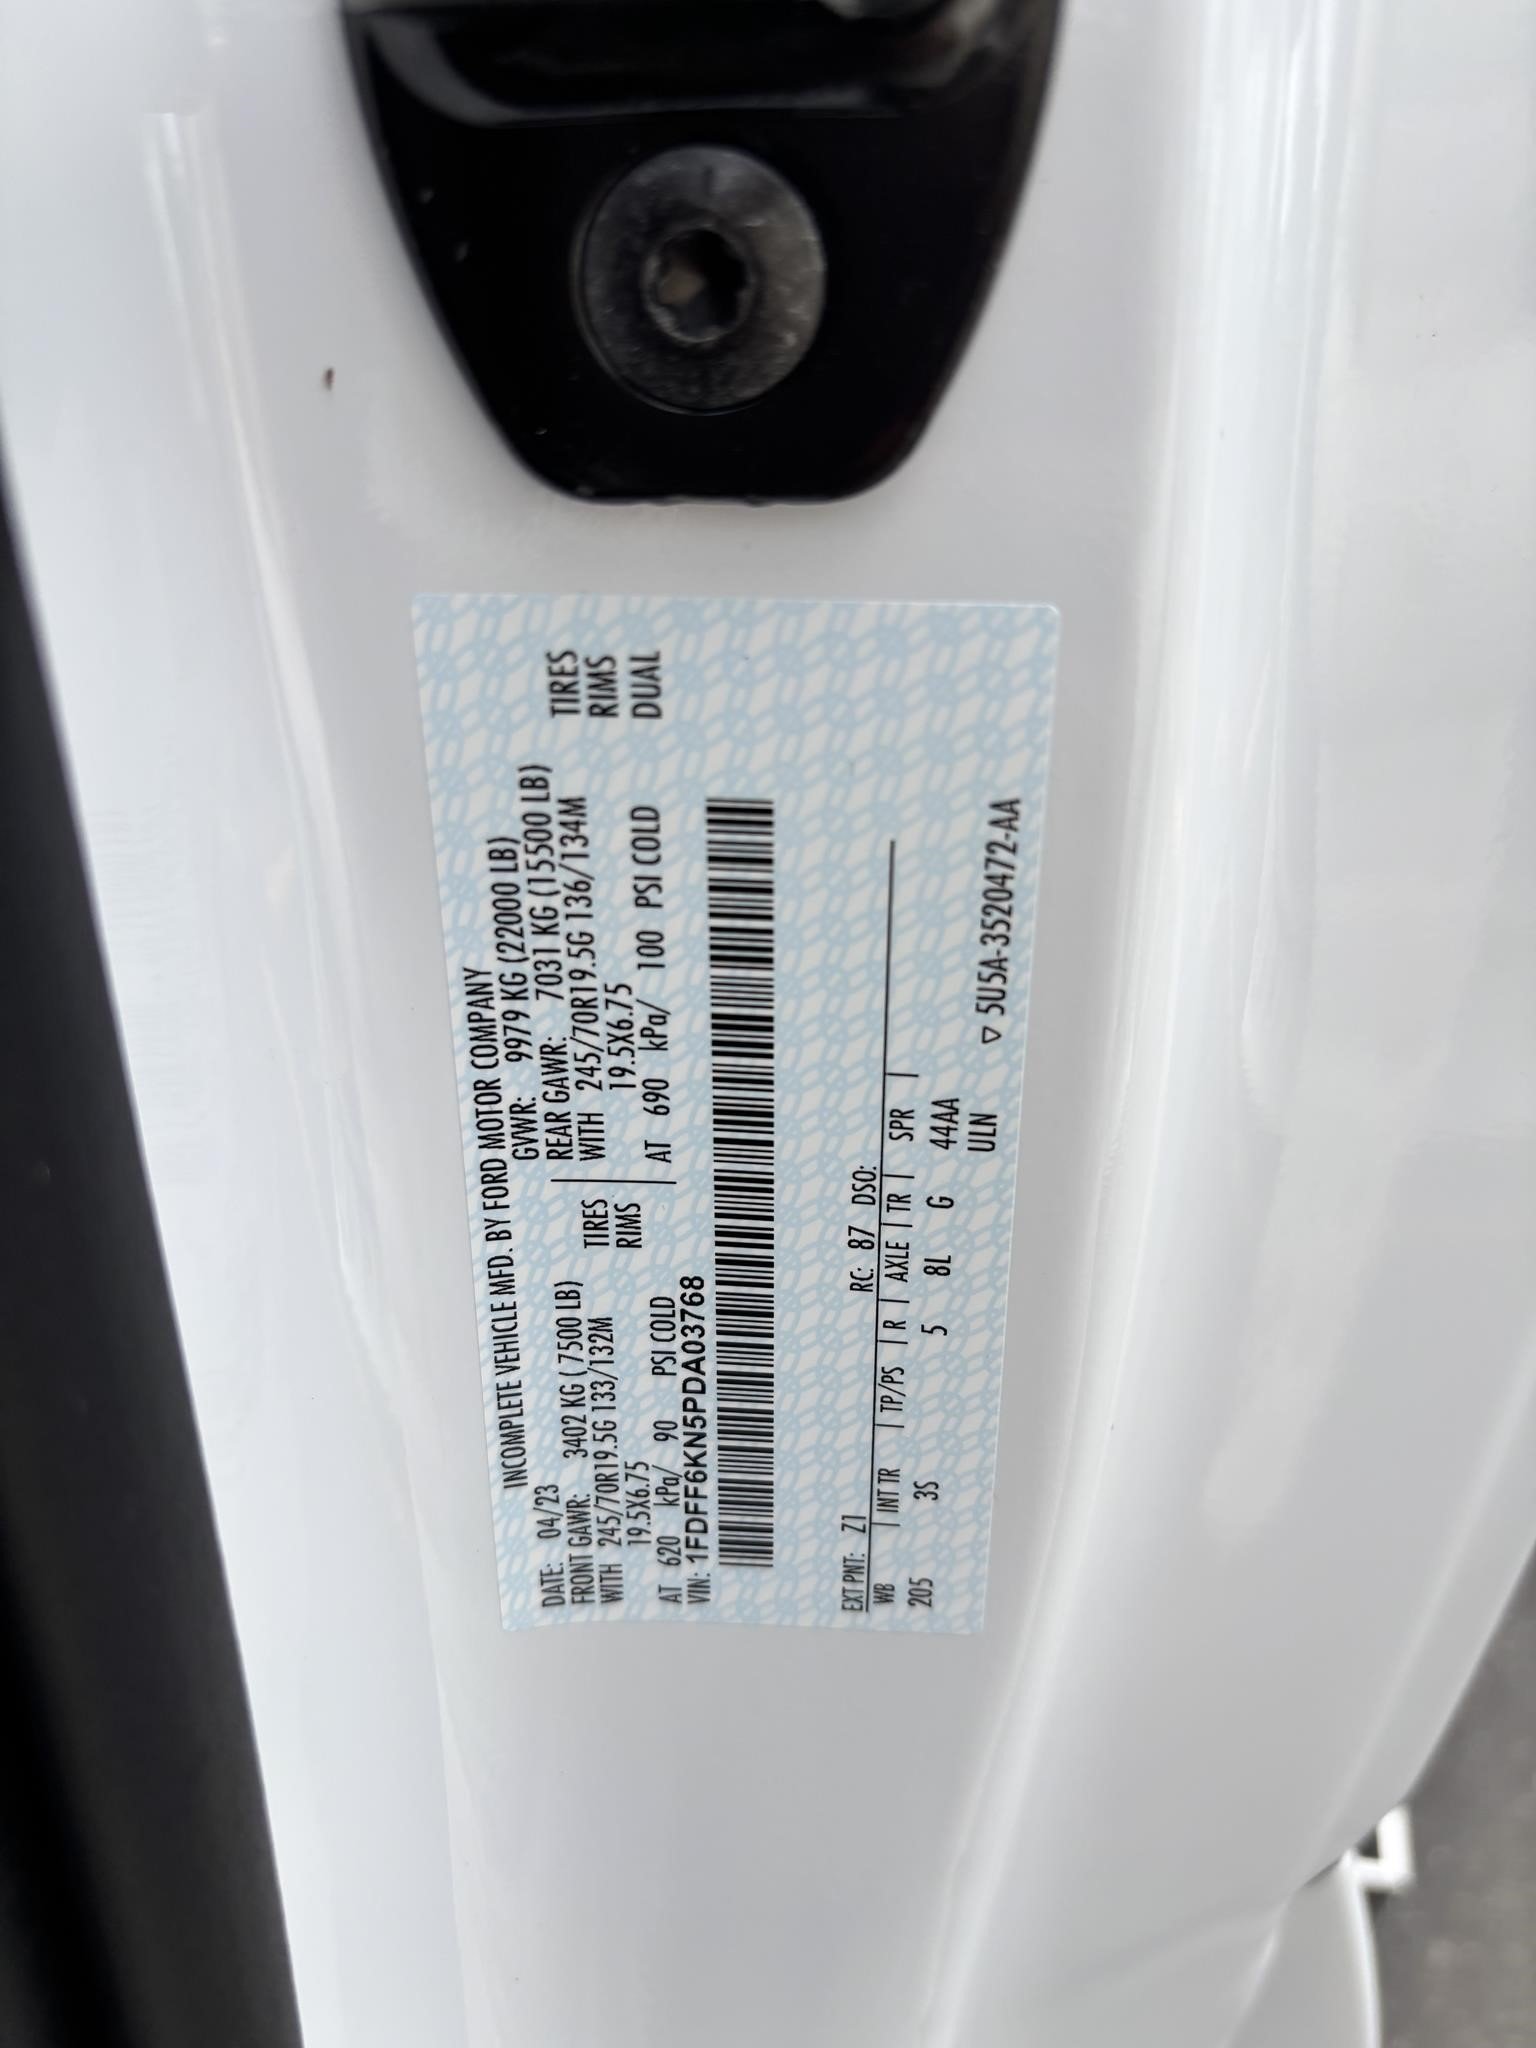 INCOMPLETE VEHICLE MFD. BY FORD MOTOR COMPANY
DATE: 04/23 GVWR: 9979 KG (22000 LB)
FRONT GAWR: 3402 KG ( 7500 LB) REAR GAWR: 7031 KG (15500 LB)
WITH 245/70R19.5G 133/132M TIRES WITH 245/70R19.5G 136/134M TIRES
19.5X6.75 RIMS 19.5X6.75 RIMS
AT 620 kPa/ 90 PSI COLD AT 690 kPa/ 100 PSI COLD DUAL
VIN: 1FDFF6KN5PDA03768
EXT PNT: Z1 RC: 87 DSO:
WB | INT TR | TP/PS | R | AXLE | TR | SPR |
205 3S 5 8L G 44AA
ULN
▽ 5U5A-3520472-AA